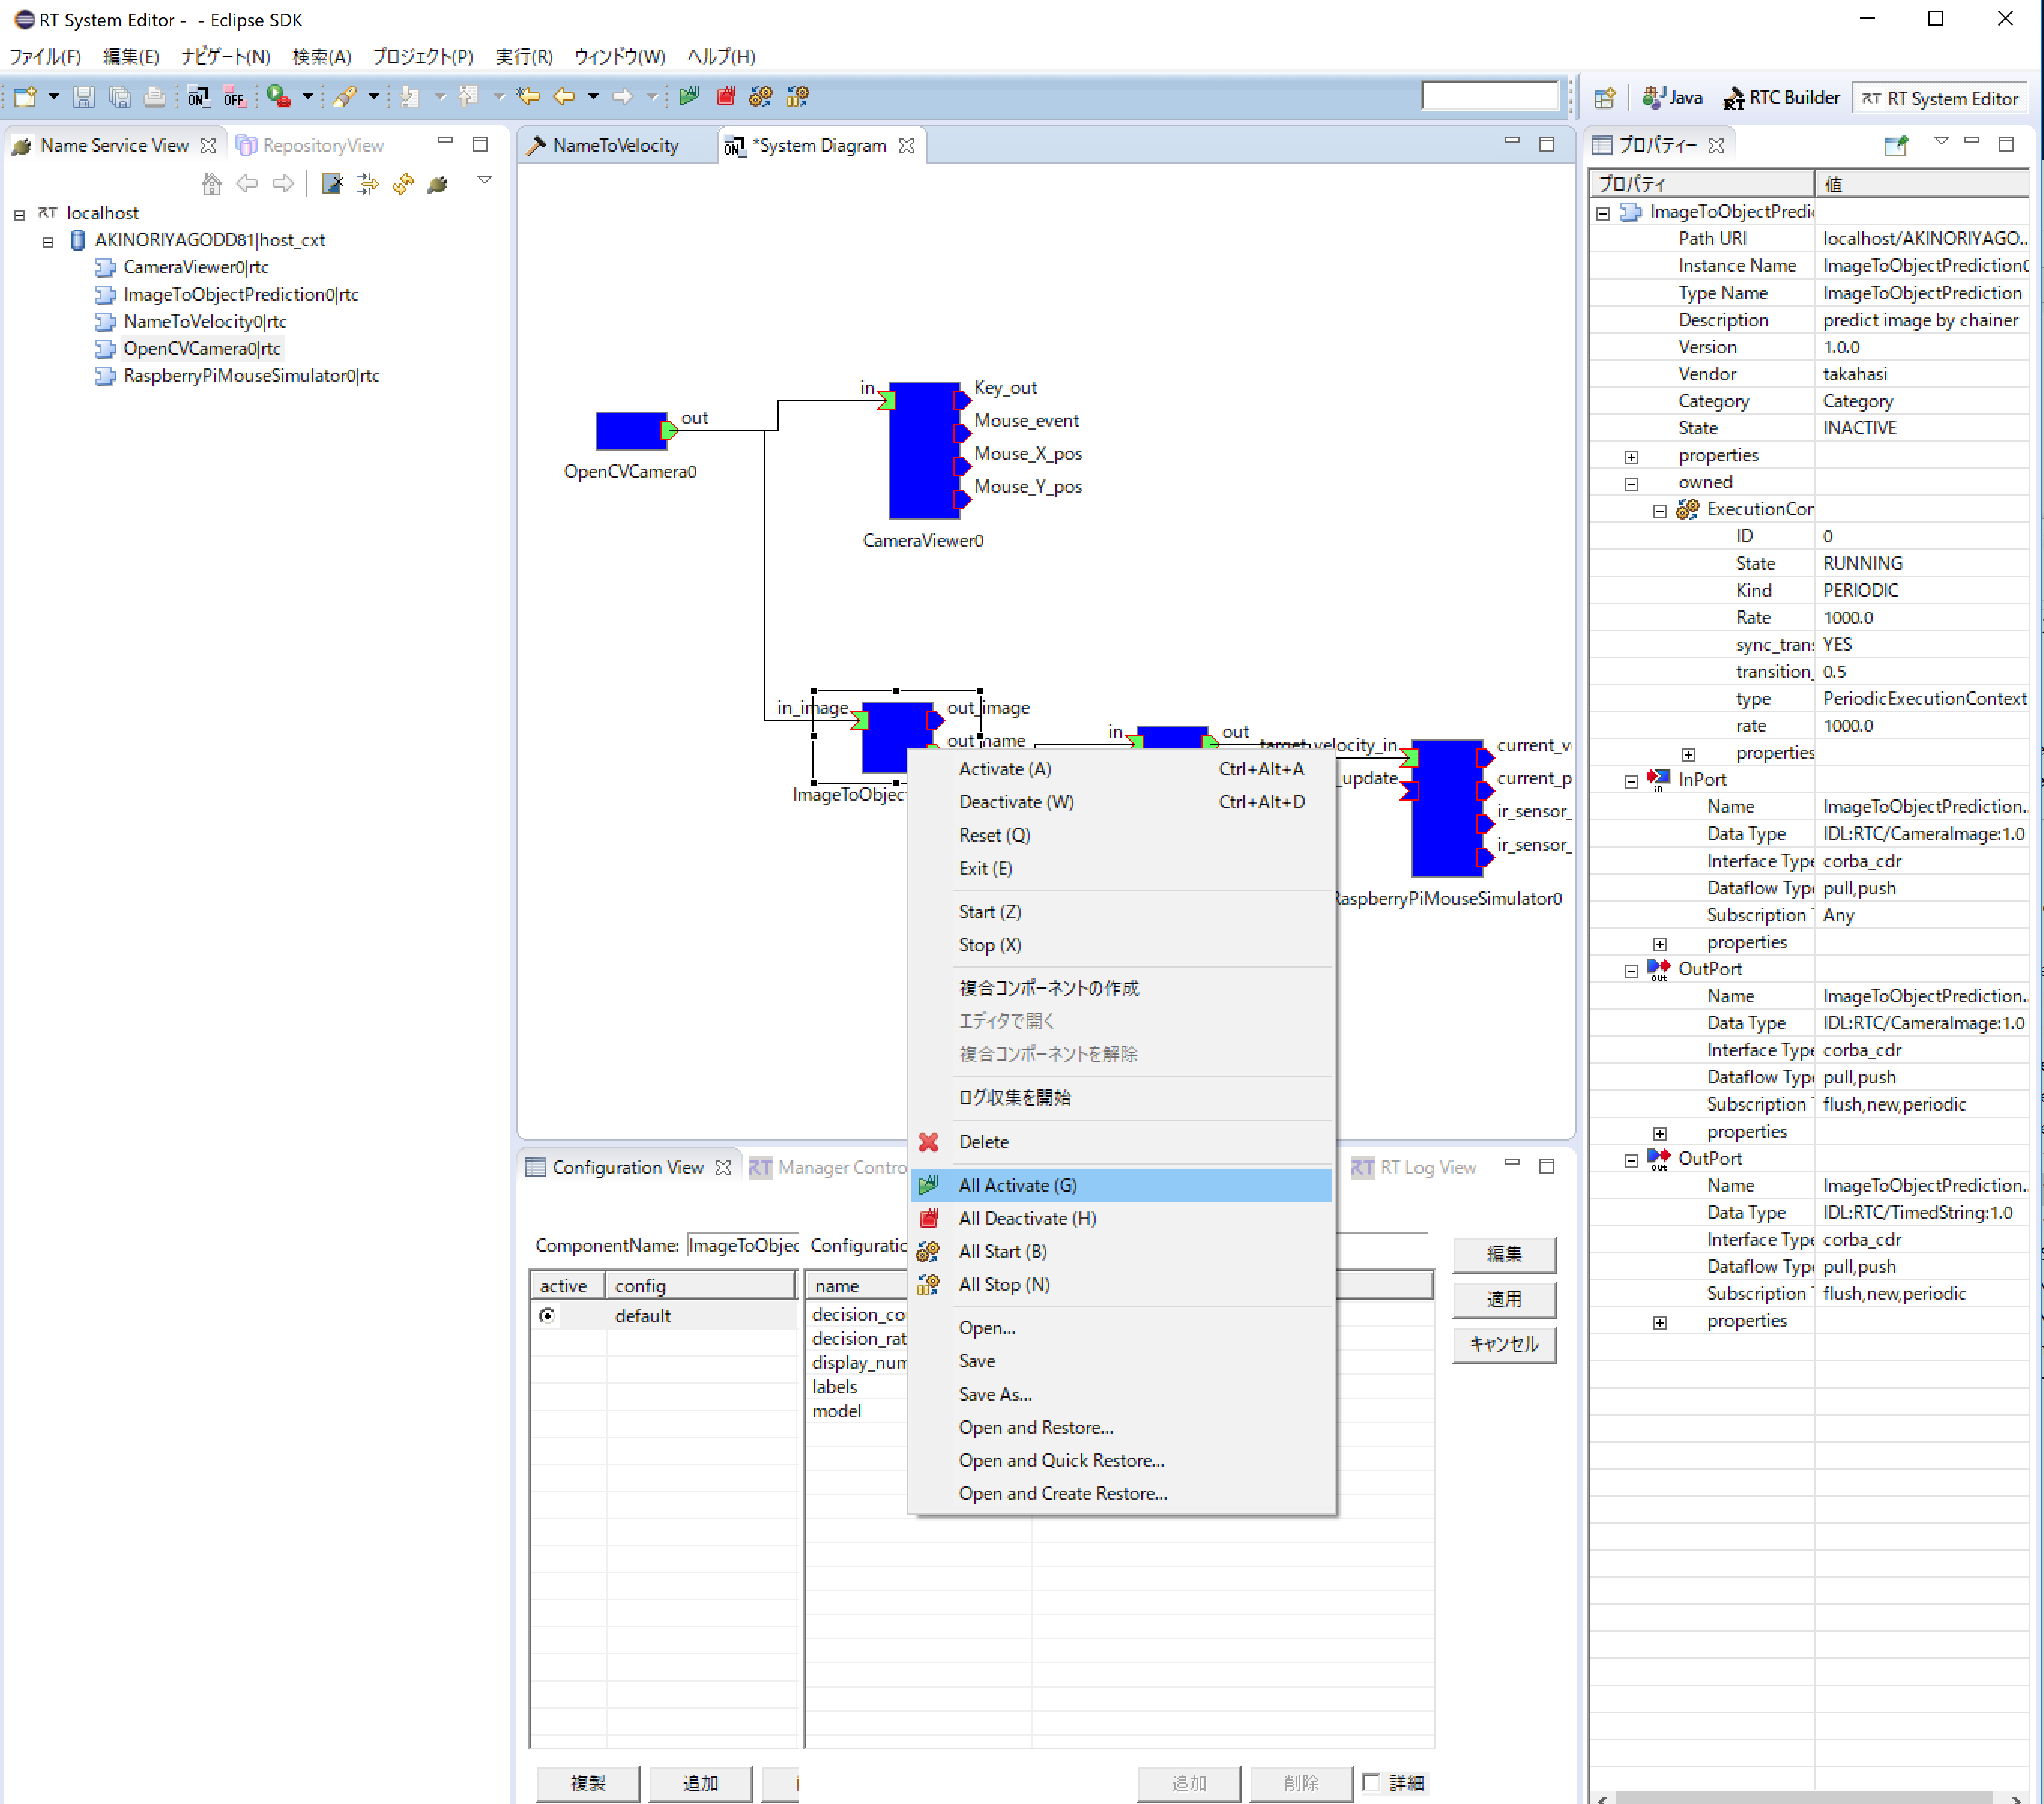 RT System Editor -  - Eclipse SDK
ファイル(F) 編集(E) ナビゲート(N) 検索(A) プロジェクト(P) 実行(R) ウィンドウ(W) ヘルプ(H)
ON OFF
Java RTC Builder RT System Editor
Name Service View RepositoryView
RT localhost
AKINORIYAGODD81|host_cxt
CameraViewer0|rtc
ImageToObjectPrediction0|rtc
NameToVelocity0|rtc
OpenCVCamera0|rtc
RaspberryPiMouseSimulator0|rtc
NameToVelocity *System Diagram
out
OpenCVCamera0
in Key_out
Mouse_event
Mouse_X_pos
Mouse_Y_pos
CameraViewer0
in_image out_image
out_name
ImageToObjec
in out
target_velocity_in current_v
_update current_p
ir_sensor_
ir_sensor_
RaspberryPiMouseSimulator0
Activate (A) Ctrl+Alt+A
Deactivate (W) Ctrl+Alt+D
Reset (Q)
Exit (E)
Start (Z)
Stop (X)
複合コンポーネントの作成
エディタで開く
複合コンポーネントを解除
ログ収集を開始
Delete
All Activate (G)
All Deactivate (H)
All Start (B)
All Stop (N)
Open...
Save
Save As...
Open and Restore...
Open and Quick Restore...
Open and Create Restore...
Configuration View RT Manager Contro RT RT Log View
ComponentName: ImageToObjec Configuratio
active config name
default
decision_co
decision_rat
display_num
labels
model
編集
適用
キャンセル
複製 追加 追加 削除 詳細
プロパティー
プロパティ 値
ImageToObjectPredi
Path URI localhost/AKINORIYAGO..
Instance Name ImageToObjectPrediction0
Type Name ImageToObjectPrediction
Description predict image by chainer
Version 1.0.0
Vendor takahasi
Category Category
State INACTIVE
properties
owned
ExecutionCon
ID 0
State RUNNING
Kind PERIODIC
Rate 1000.0
sync_trans YES
transition_ 0.5
type PeriodicExecutionContext
rate 1000.0
properties
in InPort
Name ImageToObjectPrediction..
Data Type IDL:RTC/CameraImage:1.0
Interface Type corba_cdr
Dataflow Type pull,push
Subscription T Any
properties
out OutPort
Name ImageToObjectPrediction..
Data Type IDL:RTC/CameraImage:1.0
Interface Type corba_cdr
Dataflow Type pull,push
Subscription T flush,new,periodic
properties
out OutPort
Name ImageToObjectPrediction..
Data Type IDL:RTC/TimedString:1.0
Interface Type corba_cdr
Dataflow Type pull,push
Subscription T flush,new,periodic
properties